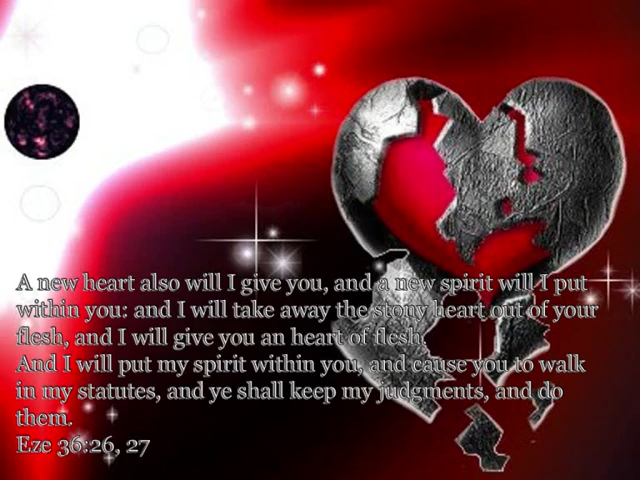 A new heart also will I give you, and a new spirit will I put
within you: and I will take away the stony heart out of your
flesh, and I will give you an heart of flesh.
And I will put my spirit within you, and cause you to walk
in my statutes, and ye shall keep my judgments, and do
them.
Eze 36:26, 27